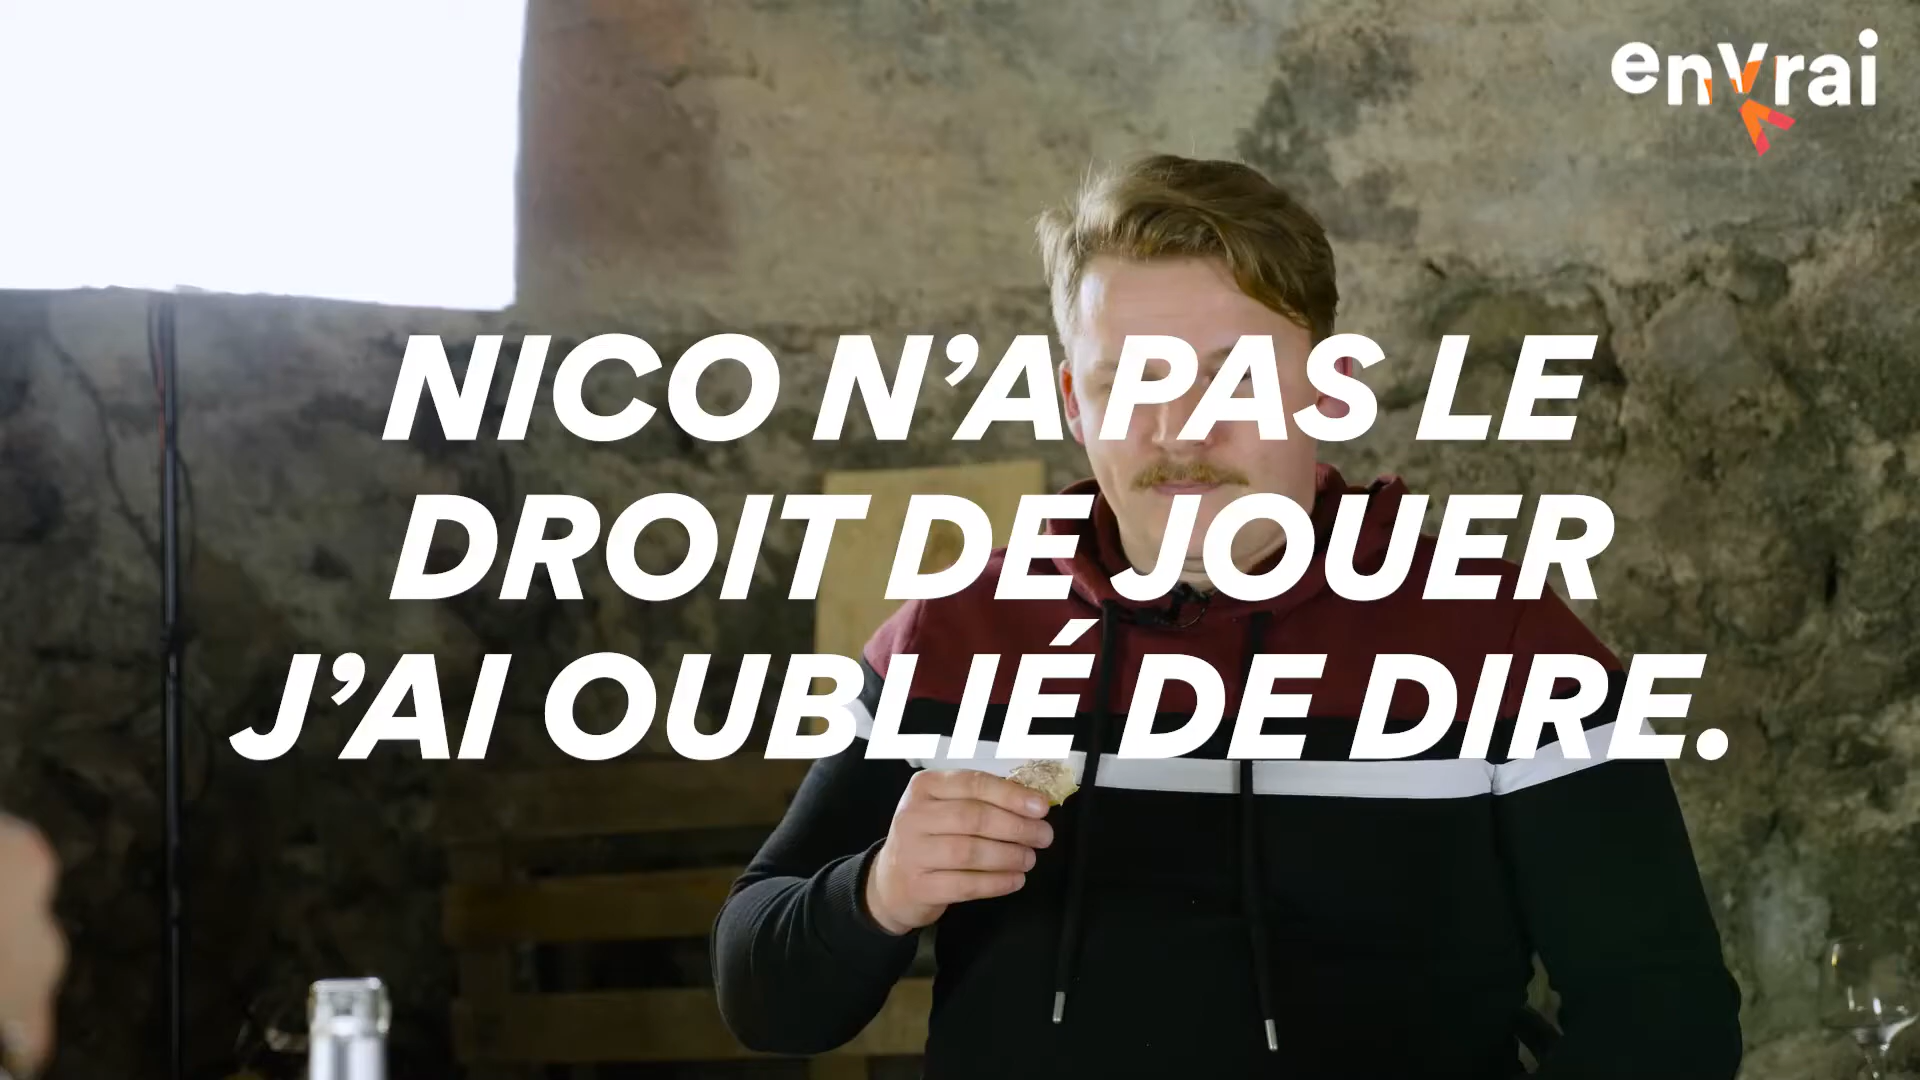 enVrai
NICO N’A PAS LE
DROIT DE JOUER
J’AI OUBLIÉ DE DIRE.